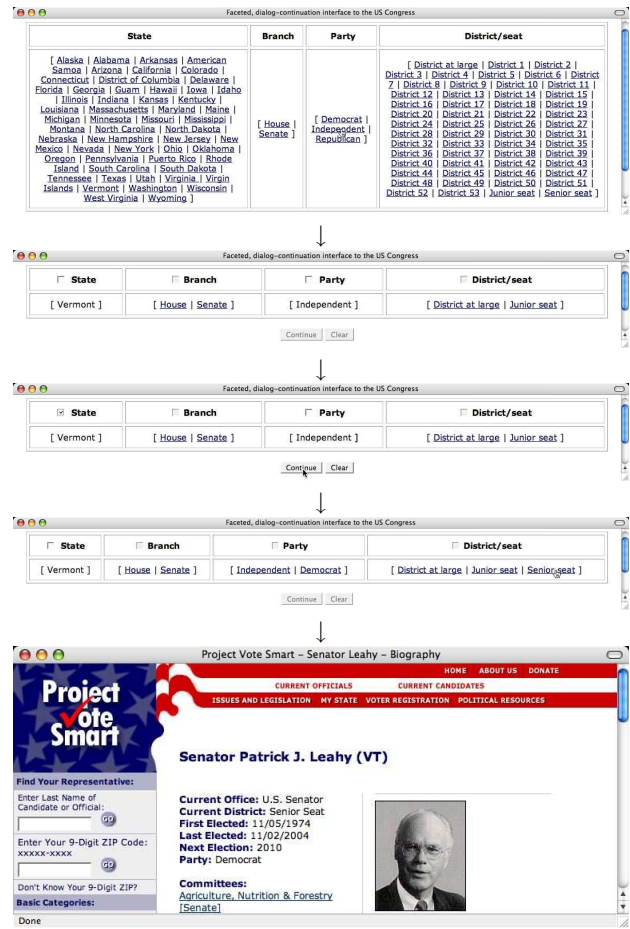 Faceted, dialog-continuation interface to the US Congress
State Branch Party District/seat
[ Alaska | Alabama | Arkansas | American
Samoa | Arizona | California | Colorado |
Connecticut | District of Columbia | Delaware |
Florida | Georgia | Guam | Hawaii | Iowa | Idaho
| Illinois | Indiana | Kansas | Kentucky |
Louisiana | Massachusetts | Maryland | Maine |
Michigan | Minnesota | Missouri | Mississippi |
Montana | North Carolina | North Dakota |
Nebraska | New Hampshire | New Jersey | New
Mexico | Nevada | New York | Ohio | Oklahoma |
Oregon | Pennsylvania | Puerto Rico | Rhode
Island | South Carolina | South Dakota |
Tennessee | Texas | Utah | Virginia | Virgin
Islands | Vermont | Washington | Wisconsin |
West Virginia | Wyoming ]
[ House |
Senate ]
[ Democrat |
Independent |
Republican ]
[ District at large | District 1 | District 2 |
District 3 | District 4 | District 5 | District 6 | District
7 | District 8 | District 9 | District 10 | District 11 |
District 12 | District 13 | District 14 | District 15 |
District 16 | District 17 | District 18 | District 19 |
District 20 | District 21 | District 22 | District 23 |
District 24 | District 25 | District 26 | District 27 |
District 28 | District 29 | District 30 | District 31 |
District 32 | District 33 | District 34 | District 35 |
District 36 | District 37 | District 38 | District 39 |
District 40 | District 41 | District 42 | District 43 |
District 44 | District 45 | District 46 | District 47 |
District 48 | District 49 | District 50 | District 51 |
District 52 | District 53 | Junior seat | Senior seat ]
Faceted, dialog-continuation interface to the US Congress
State Branch Party District/seat
[ Vermont ] [ House | Senate ] [ Independent ] [ District at large | Junior seat ]
Continue Clear
Faceted, dialog-continuation interface to the US Congress
State Branch Party District/seat
[ Vermont ] [ House | Senate ] [ Independent ] [ District at large | Junior seat ]
Continue Clear
Faceted, dialog-continuation interface to the US Congress
State Branch Party District/seat
[ Vermont ] [ House | Senate ] [ Independent | Democrat ] [ District at large | Junior seat | Senior seat ]
Continue Clear
Project Vote Smart – Senator Leahy – Biography
HOME ABOUT US DONATE
CURRENT OFFICIALS CURRENT CANDIDATES
ISSUES AND LEGISLATION MY STATE VOTER REGISTRATION POLITICAL RESOURCES
Project
Vote
Smart
Find Your Representative:
Enter Last Name of
Candidate or Official:
GO
Enter Your 9-Digit ZIP Code:
xxxxx-xxxx
GO
Don't Know Your 9-Digit ZIP?
Basic Categories:
Senator Patrick J. Leahy (VT)
Current Office: U.S. Senator
Current District: Senior Seat
First Elected: 11/05/1974
Last Elected: 11/02/2004
Next Election: 2010
Party: Democrat
Committees:
Agriculture, Nutrition & Forestry
[Senate]
Done